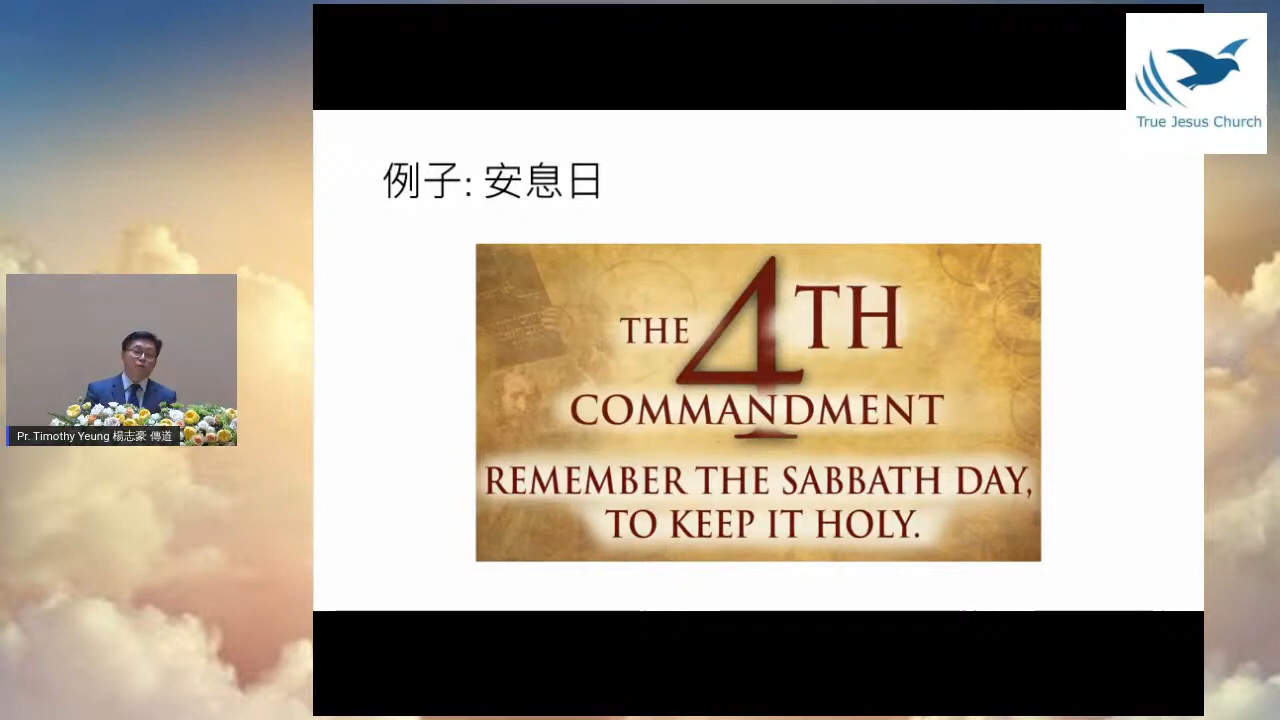 True Jesus Church
例子: 安息日
THE 4TH
COMMANDMENT
REMEMBER THE SABBATH DAY,
TO KEEP IT HOLY.
Pr. Timothy Yeung 楊志豪 傳道